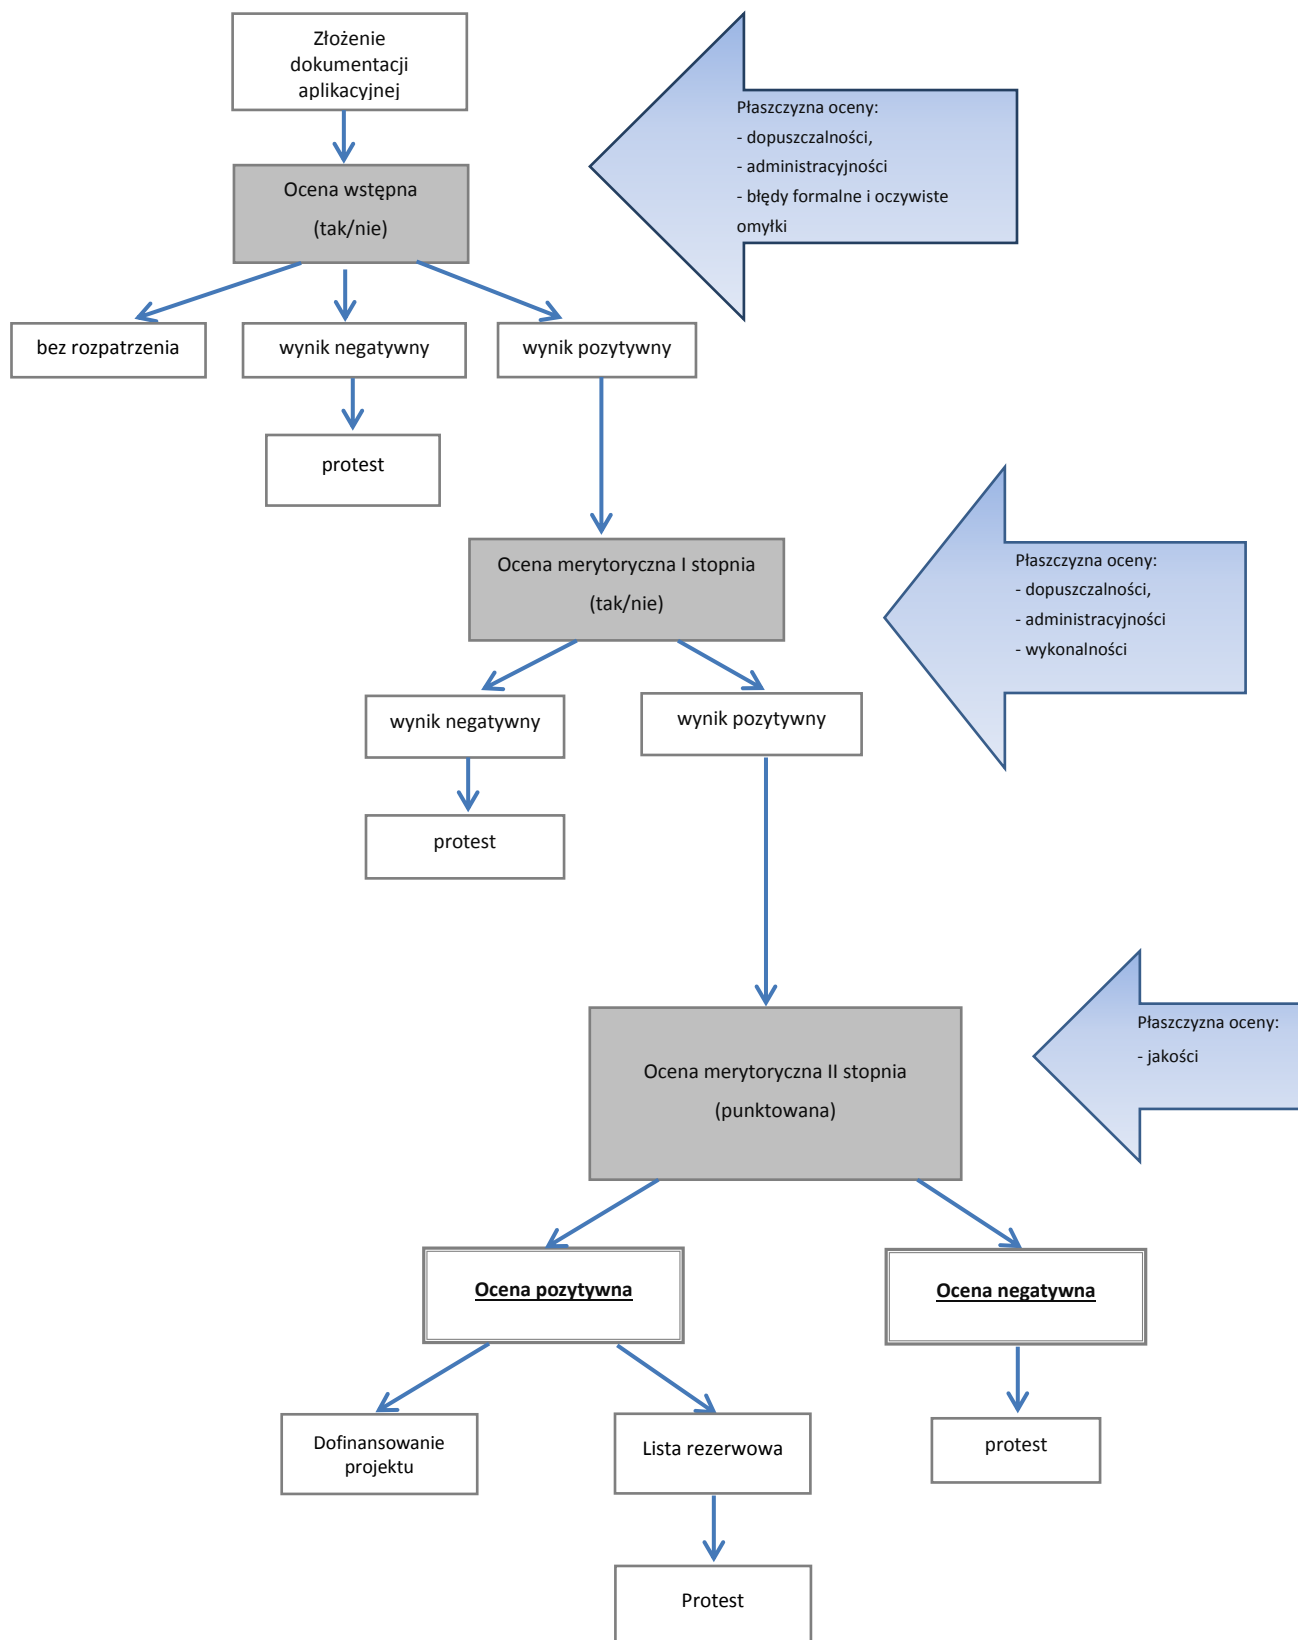 Złożenie
dokumentacji
aplikacyjnej
Płaszczyzna oceny:
- dopuszczalności,
- administracyjności
- błędy formalne i oczywiste
omyłki
Ocena wstępna
(tak/nie)
bez rozpatrzenia
wynik negatywny
wynik pozytywny
protest
Ocena merytoryczna I stopnia
(tak/nie)
Płaszczyzna oceny:
- dopuszczalności,
- administracyjności
- wykonalności
wynik negatywny
wynik pozytywny
protest
Ocena merytoryczna II stopnia
(punktowana)
Płaszczyzna oceny:
- jakości
Ocena pozytywna
Ocena negatywna
Dofinansowanie
projektu
Lista rezerwowa
protest
Protest